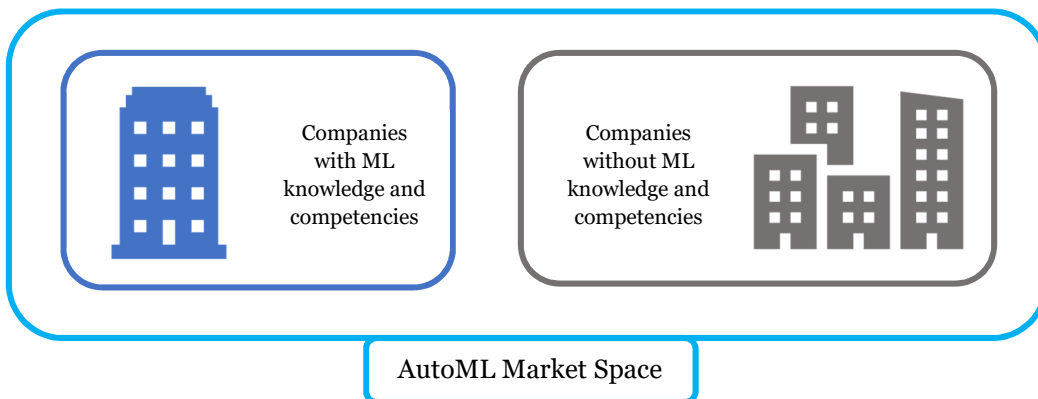 Companies
with ML
knowledge and
competencies
Companies
without ML
knowledge and
competencies
AutoML Market Space